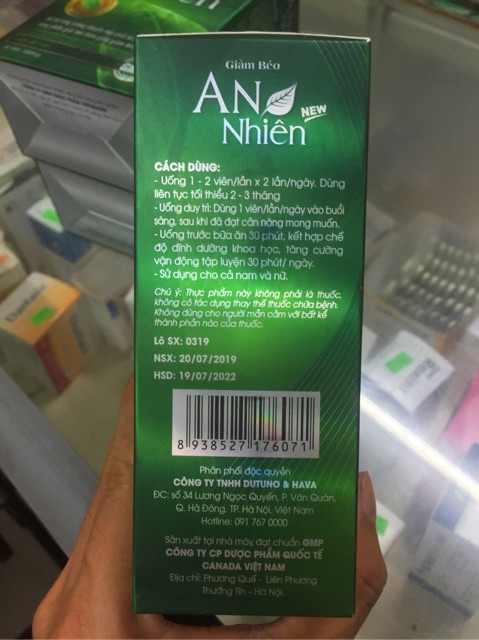 Giảm Béo
AN
Nhiên
NEW
CÁCH DÙNG:
- Uống 1 - 2 viên/lần x 2 lần/ngày. Dùng
liên tục tối thiểu 2 - 3 tháng
- Uống duy trì: Dùng 1 viên/lần/ngày vào buổi
sáng, sau khi đã đạt cân nặng mong muốn.
- Uống trước bữa ăn 30 phút, kết hợp chế
độ dinh dưỡng khoa học, tăng cường
vận động tập luyện 30 phút/ ngày.
- Sử dụng cho cả nam và nữ.
Chú ý: Thực phẩm này không phải là thuốc,
không có tác dụng thay thế thuốc chữa bệnh.
Không dùng cho người mẫn cảm với bất kể
thành phần nào của thuốc.
Lô SX: 0319
NSX: 20/07/2019
HSD: 19/07/2022
8 938527 176071
Phân phối độc quyền
CÔNG TY TNHH DUTUNO & HAVA
ĐC: số 34 Lương Ngọc Quyến, P. Văn Quán,
Q. Hà Đông, TP. Hà Nội, Việt Nam
Hotline: 091 767 0000
Sản xuất tại nhà máy đạt chuẩn GMP
CÔNG TY CP DƯỢC PHẨM QUỐC TẾ
CANADA VIỆT NAM
Địa chỉ: Phương Quế - Liên Phương
Thường Tín - Hà Nội.